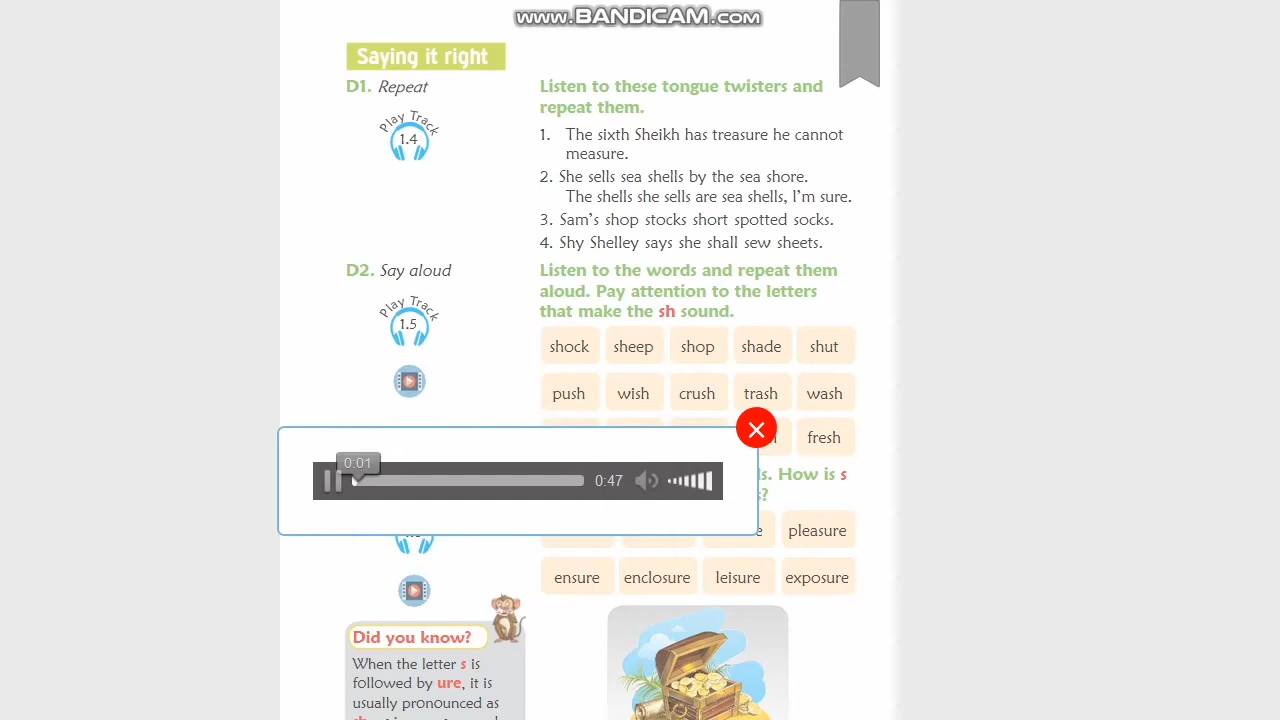 www.BANDICAM.com
Saying it right
D1. Repeat
Play Track
1.4
Listen to these tongue twisters and
repeat them.
1. The sixth Sheikh has treasure he cannot
measure.
2. She sells sea shells by the sea shore.
The shells she sells are sea shells, I'm sure.
3. Sam's shop stocks short spotted socks.
4. Shy Shelley says she shall sew sheets.
D2. Say aloud
Play Track
1.5
Listen to the words and repeat them
aloud. Pay attention to the letters
that make the sh sound.
shock sheep shop shade shut
push wish crush trash wash
fresh
0:01
0:47
How is s
pleasure
ensure enclosure leisure exposure
Did you know?
When the letter s is
followed by ure, it is
usually pronounced as